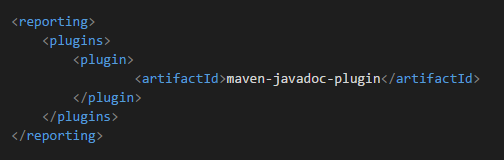 <reporting>
<plugins>
<plugin>
<artifactId>maven-javadoc-plugin</artifactId>
</plugin>
</plugins>
</reporting>